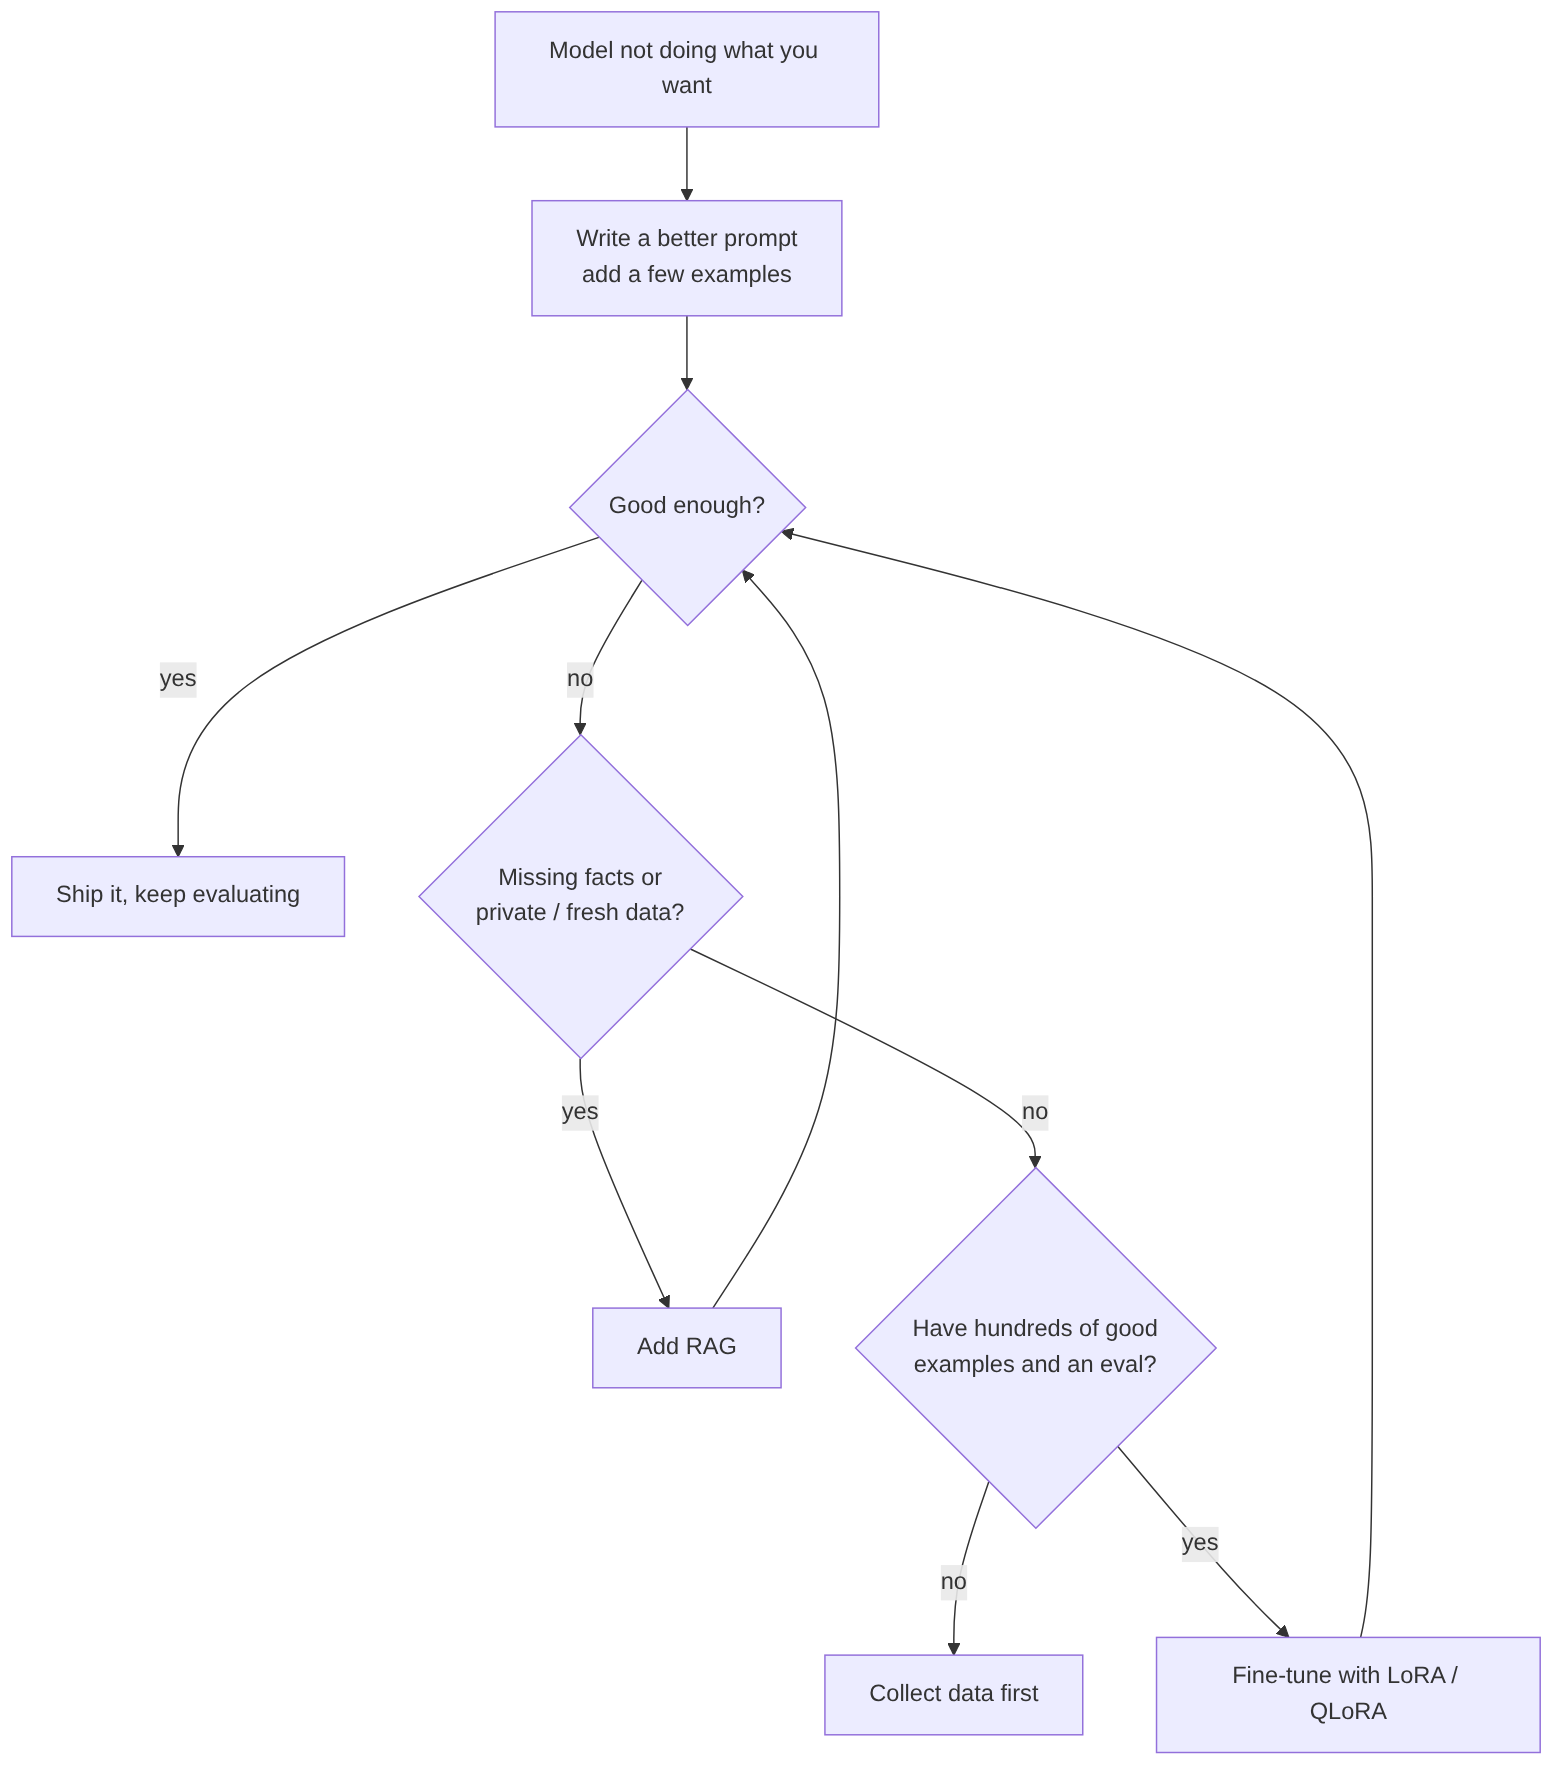 Model not doing what you
want
Write a better prompt
add a few examples
Good enough?
yes
no
Ship it, keep evaluating
Missing facts or
private / fresh data?
yes
no
Add RAG
Have hundreds of good
examples and an eval?
yes
no
Collect data first
Fine-tune with LoRA /
QLoRA